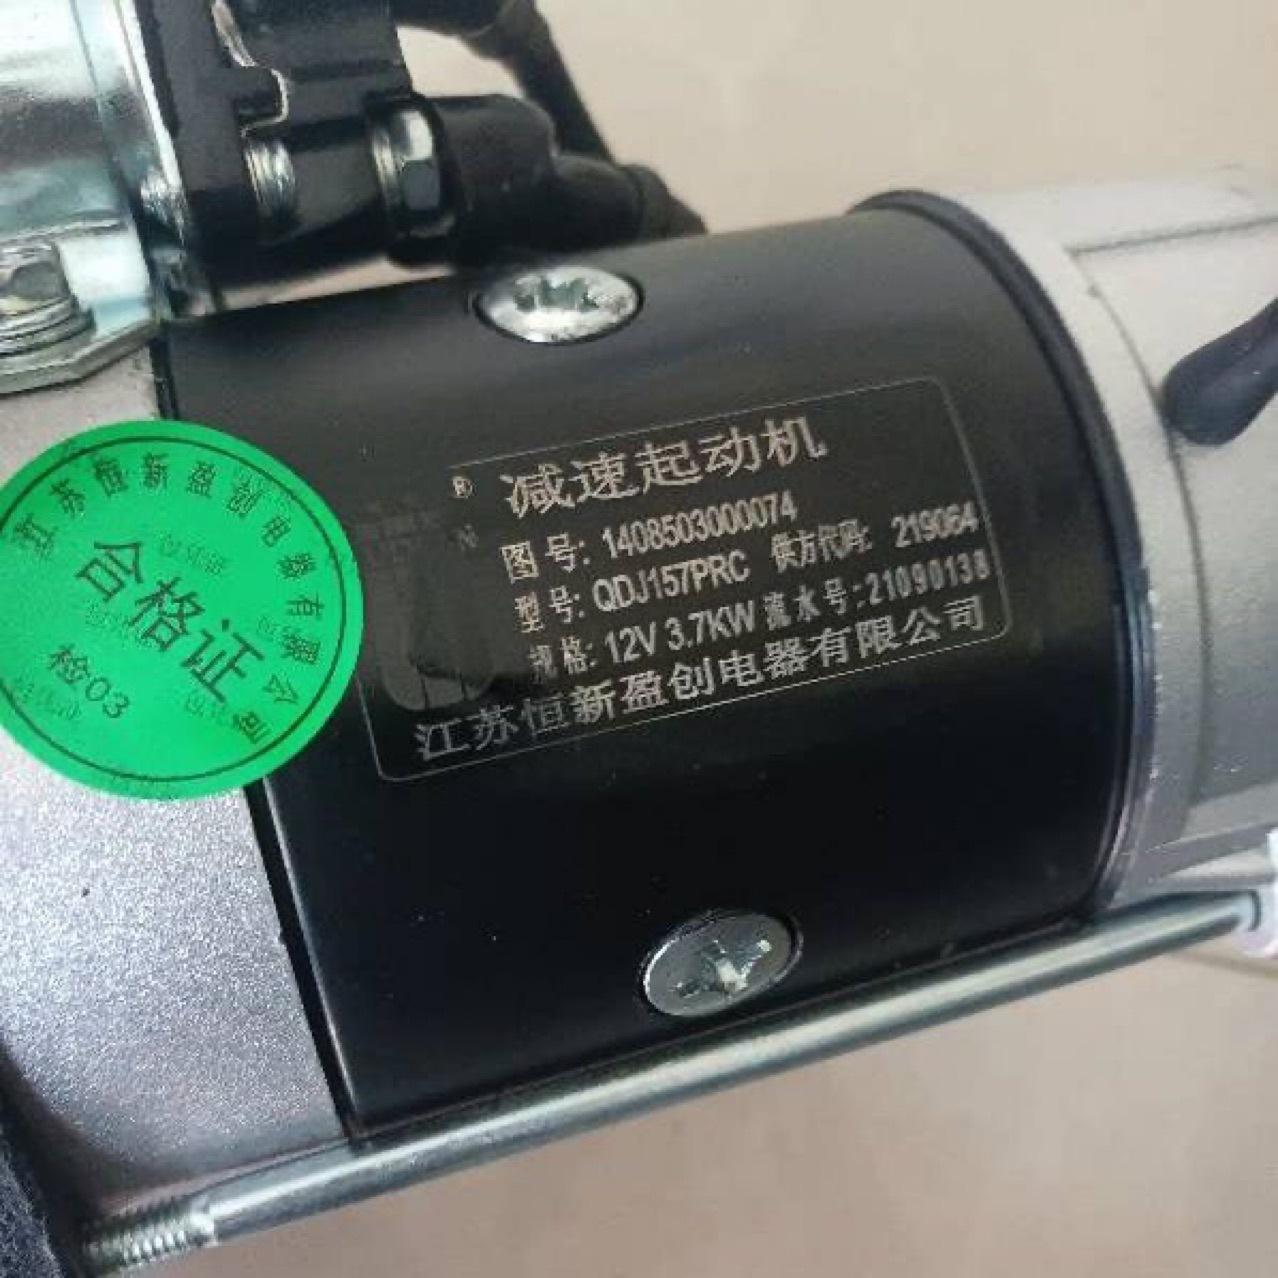 江苏恒新盈创电器有限公司
合格证
检03
®
减速起动机
图号: 1408503000074
型号: QDJ157PRC 供方代码: 219064
规格: 12V 3.7KW 流水号:21090138
江苏恒新盈创电器有限公司